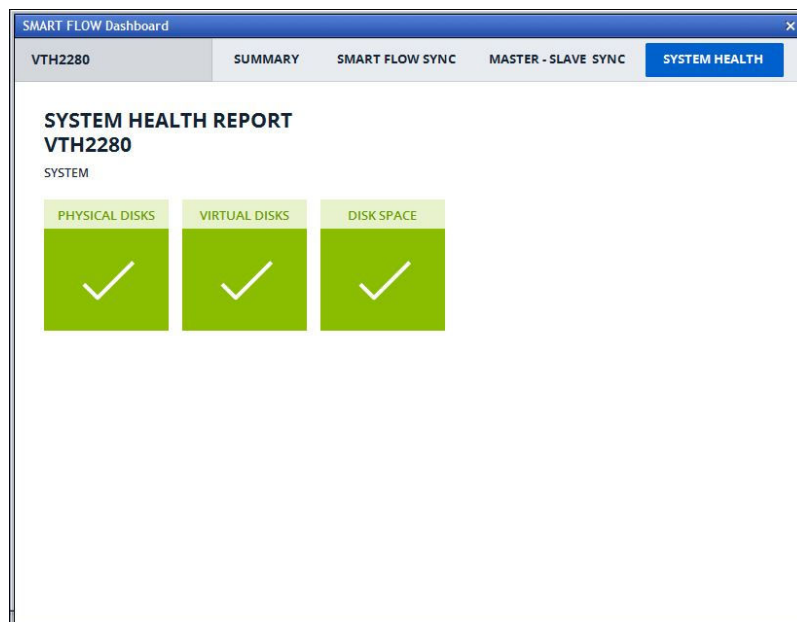 SMART FLOW Dashboard
VTH2280
SUMMARY
SMART FLOW SYNC
MASTER - SLAVE SYNC
SYSTEM HEALTH
SYSTEM HEALTH REPORT
VTH2280
SYSTEM
PHYSICAL DISKS
VIRTUAL DISKS
DISK SPACE